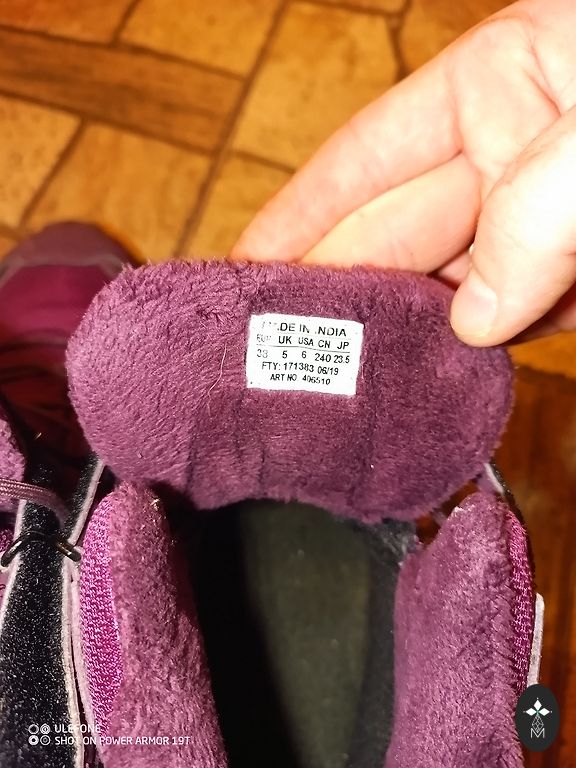 MADE IN INDIA
EUR UK USA CN JP
38 5 6 240 23.5
FTY: 171383 06/19
ART NO 406510
ULEFONE
SHOT ON POWER ARMOR 19T
M